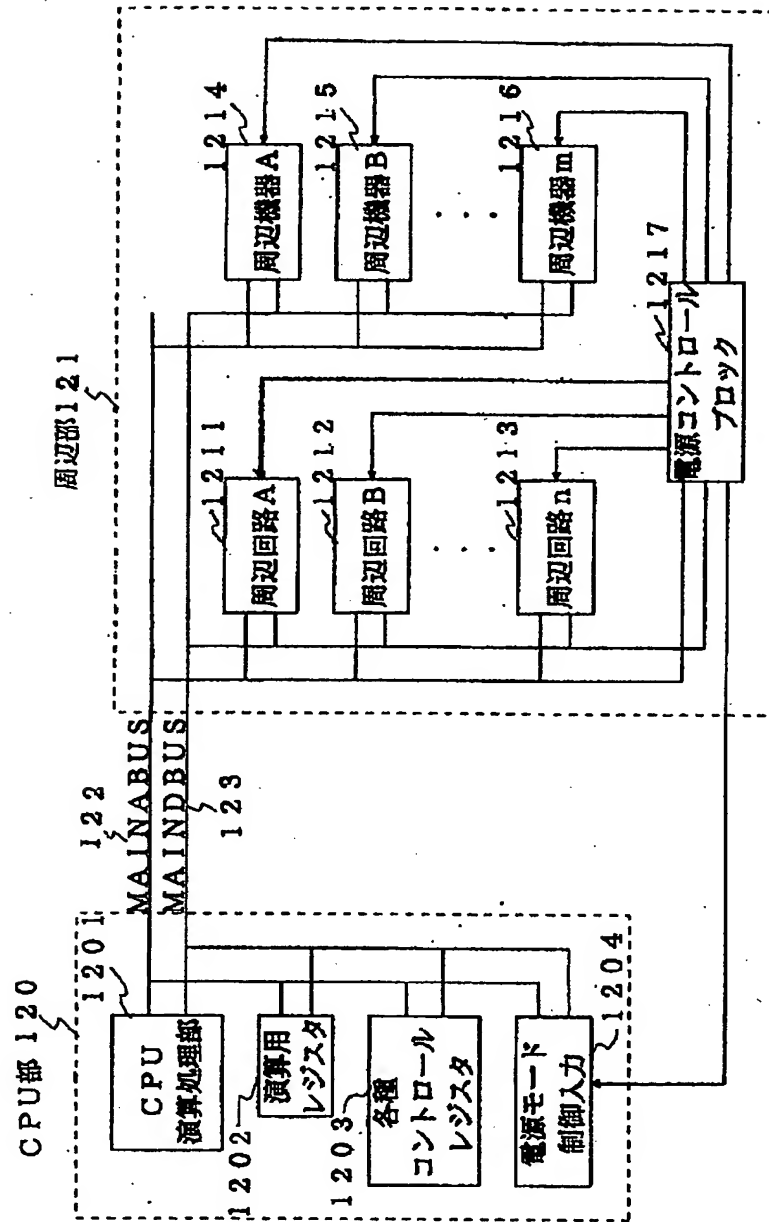 CPU部120
1201
CPU
演算処理部
1202
演算用
レジスタ
1203
各種
コントロール
レジスタ
電源モード
制御入力
1204
122
MAINABUS
MAINDBUS
123
周辺部121
1211
周辺回路A
1212
周辺回路B
・・・
1213
周辺回路n
1214
周辺機器A
1215
周辺機器B
・・・
1216
周辺機器m
1217
電源コントロール
ブロック